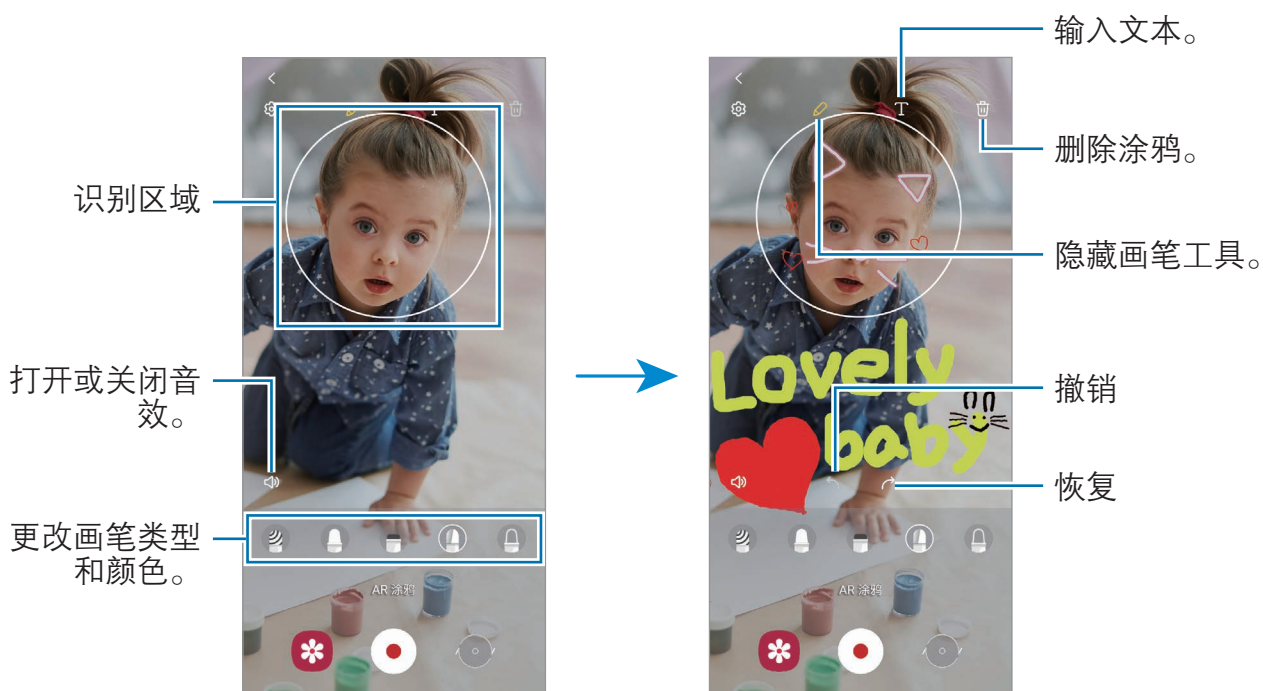 输入文本。
删除涂鸦。
识别区域
隐藏画笔工具。
打开或关闭音
效。
Lovely
baby
撤销
恢复
更改画笔类型
和颜色。
T
T
AR 涂鸦
AR 涂鸦